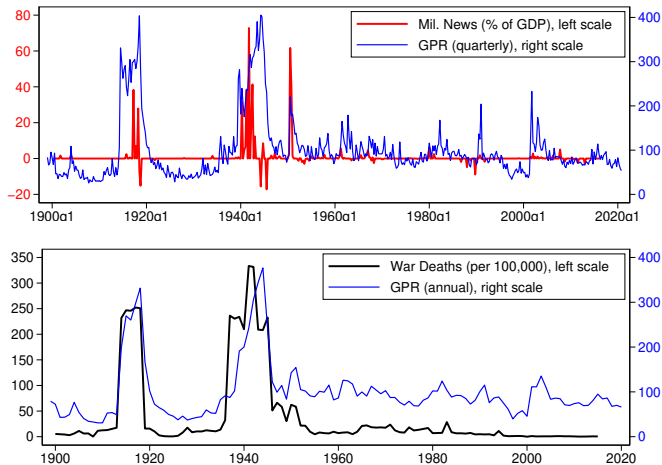 80
60
40
20
0
−20
Mil. News (% of GDP), left scale
GPR (quarterly), right scale
400
300
200
100
0
1900q1
1920q1
1940q1
1960q1
1980q1
2000q1
2020q1
350
300
250
200
150
100
50
0
War Deaths (per 100,000), left scale
GPR (annual), right scale
400
300
200
100
0
1900
1920
1940
1960
1980
2000
2020